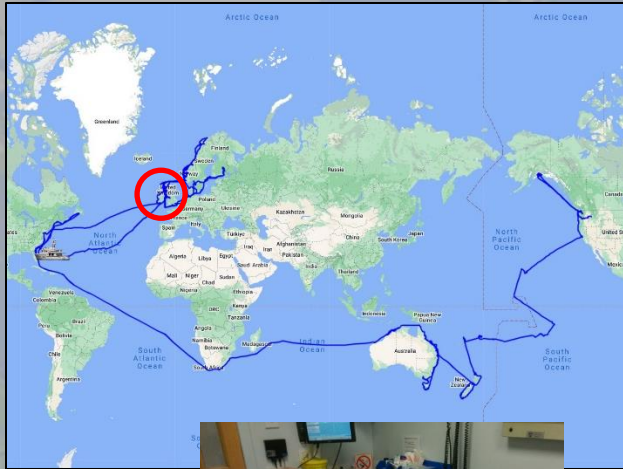 Arctic Ocean
Arctic Ocean
Greenland
Iceland
Finland
Sweden
Norway
Russia
United
Kingdom
Poland
Germany
Ukraine
France
Spain
Italy
Türkiye
Kazakhstan
Mongolia
China
South Korea
Japan
Afghanistan
Pakistan
Iraq
Iran
Algeria
Libya
Egypt
Saudi Arabia
India
Thailand
Mali
Niger
Chad
Sudan
Ethiopia
Kenya
DRC
Tanzania
Angola
Namibia
Botswana
Madagascar
South Africa
Indonesia
Papua New
Guinea
Australia
New
Zealand
Indian
Ocean
North
Atlantic
Ocean
South
Atlantic
Ocean
North
Pacific
Ocean
South
Pacific
Ocean
Canada
United States
Mexico
Venezuela
Colombia
Peru
Brazil
Bolivia
Chile
Argentina